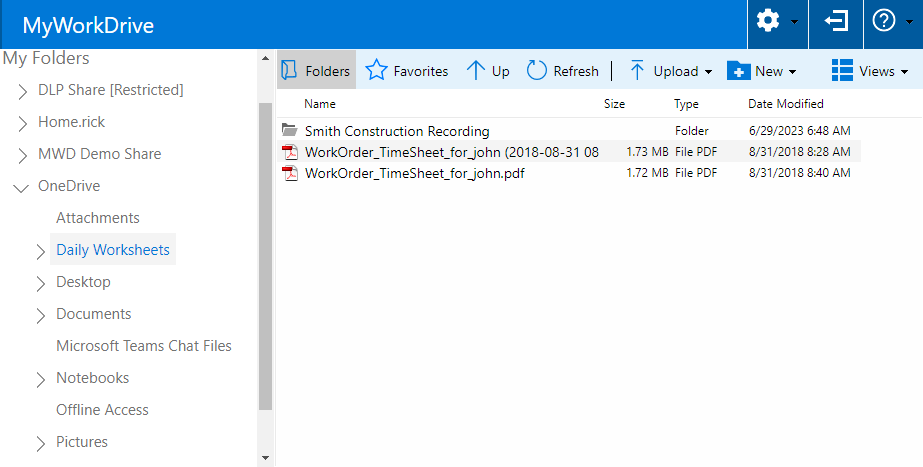 MyWorkDrive
My Folders
DLP Share [Restricted]
Home.rick
MWD Demo Share
OneDrive
Attachments
Daily Worksheets
Desktop
Documents
Microsoft Teams Chat Files
Notebooks
Offline Access
Pictures
Folders Favorites Up Refresh Upload New Views
Name Size Type Date Modified
Smith Construction Recording Folder 6/29/2023 6:48 AM
WorkOrder_TimeSheet_for_john (2018-08-31 08 1.73 MB File PDF 8/31/2018 8:28 AM
WorkOrder_TimeSheet_for_john.pdf 1.72 MB File PDF 8/31/2018 8:40 AM